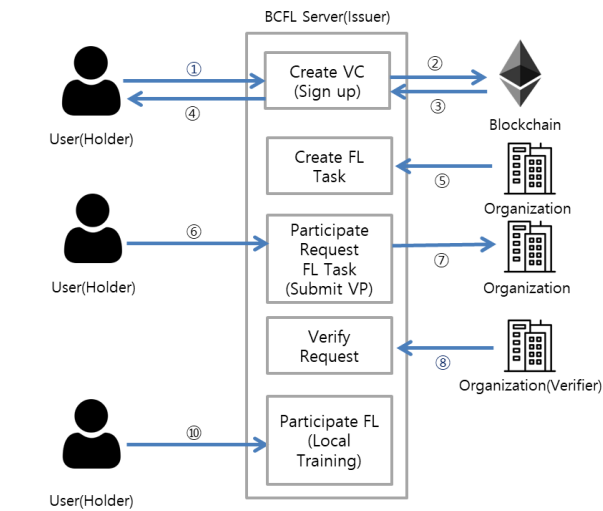 BCFL Server(Issuer)
①
Create VC
(Sign up)
②
④
③
User(Holder)
Blockchain
Create FL
Task
⑤
Organization
⑥
Participate
Request
FL Task
(Submit VP)
⑦
User(Holder)
Organization
Verify
Request
⑧
Organization(Verifier)
⑩
Participate FL
(Local
Training)
User(Holder)